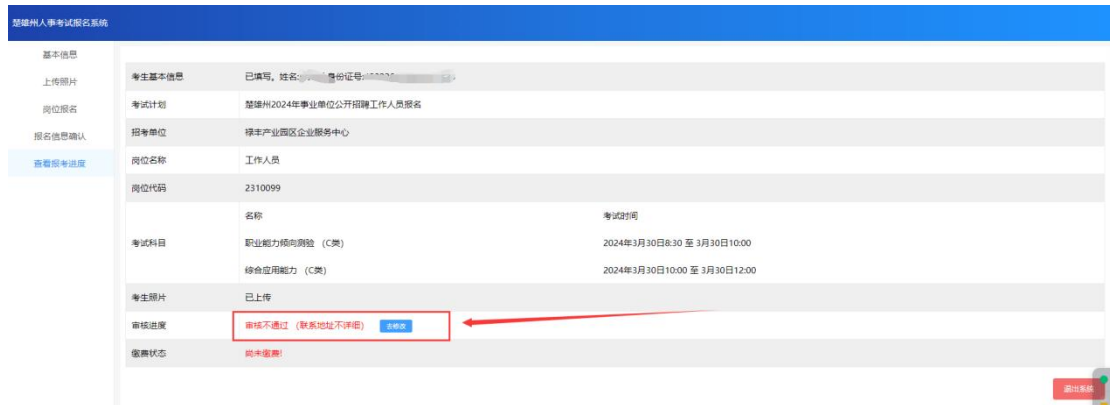 楚雄州人事考试报名系统
基本信息
上传照片
岗位报名
报名信息确认
查看报考进度
考生基本信息 已填写，姓名: 身份证号:
考试计划 楚雄州2024年事业单位公开招聘工作人员报名
招考单位 禄丰产业园区企业服务中心
岗位名称 工作人员
岗位代码 2310099
考试科目
名称 考试时间
职业能力倾向测验 （C类） 2024年3月30日8:30 至 3月30日10:00
综合应用能力 （C类） 2024年3月30日10:00 至 3月30日12:00
考生照片 已上传
审核进度 审核不通过 （联系地址不详细） 去修改
缴费状态 尚未缴费!
退出系统